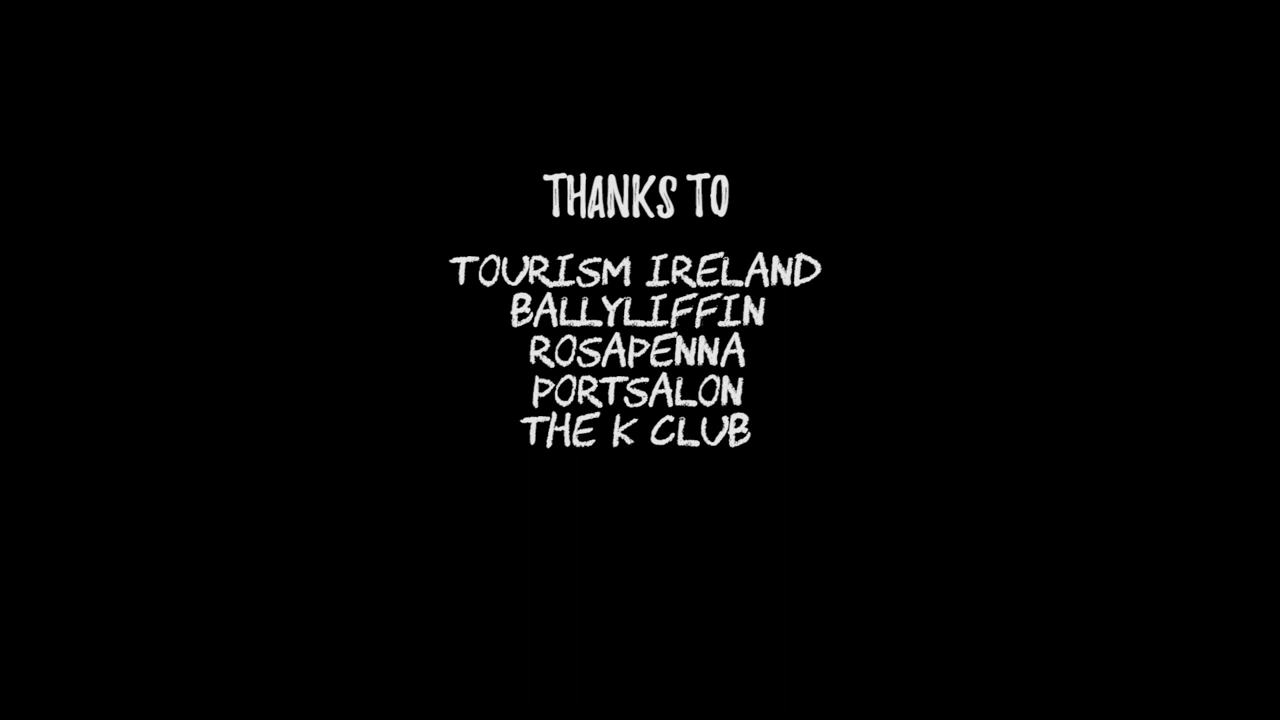 THANKS TO
TOURISM IRELAND
BALLYLIFFIN
ROSAPENNA
PORTSALON
THE K CLUB